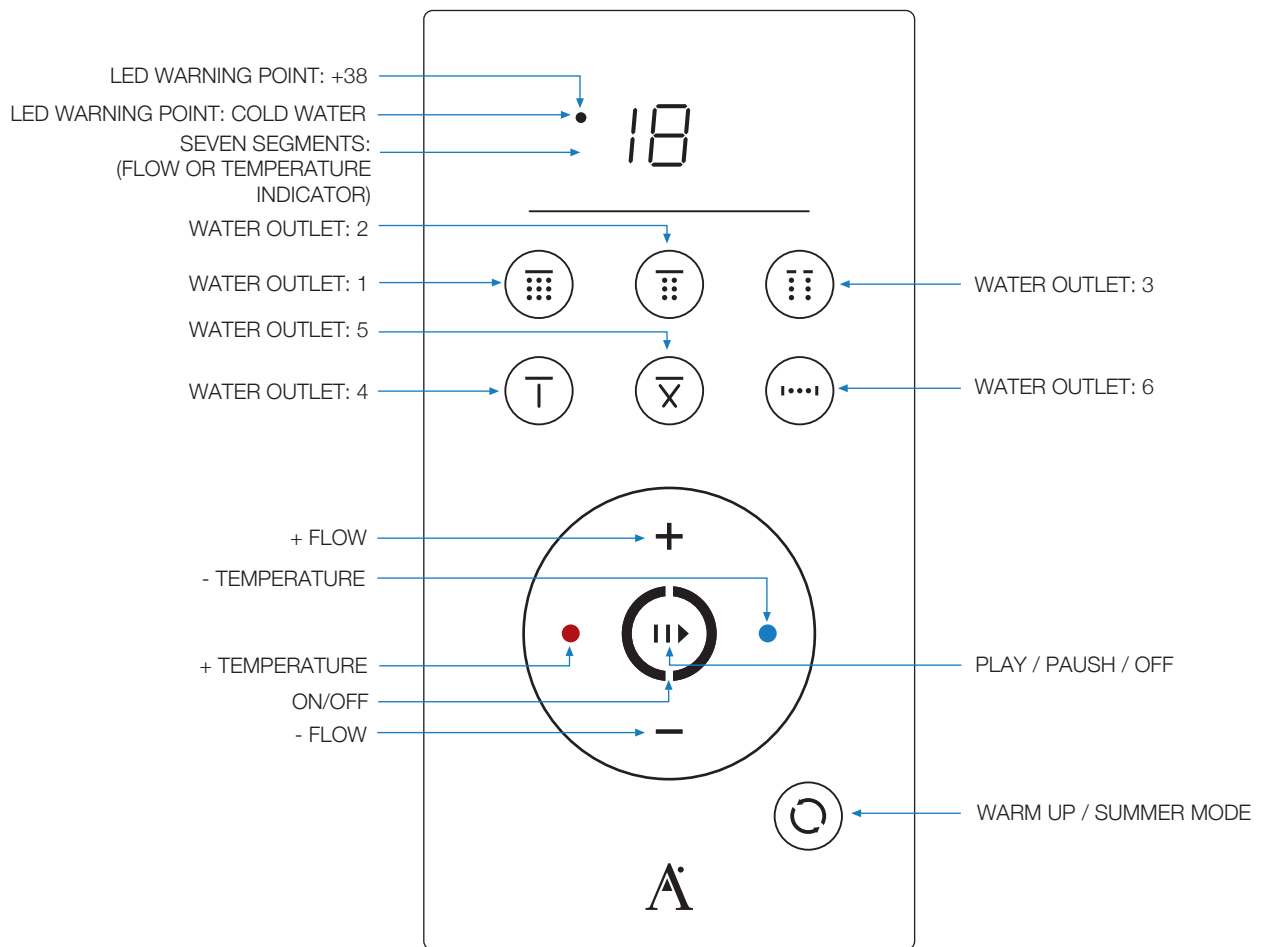 LED WARNING POINT: +38
LED WARNING POINT: COLD WATER
18
SEVEN SEGMENTS:
(FLOW OR TEMPERATURE
INDICATOR)
WATER OUTLET: 2
WATER OUTLET: 1
WATER OUTLET: 3
WATER OUTLET: 5
WATER OUTLET: 4
WATER OUTLET: 6
+ FLOW
+
- TEMPERATURE
+ TEMPERATURE
PLAY / PAUSH / OFF
ON/OFF
- FLOW
−
WARM UP / SUMMER MODE
A